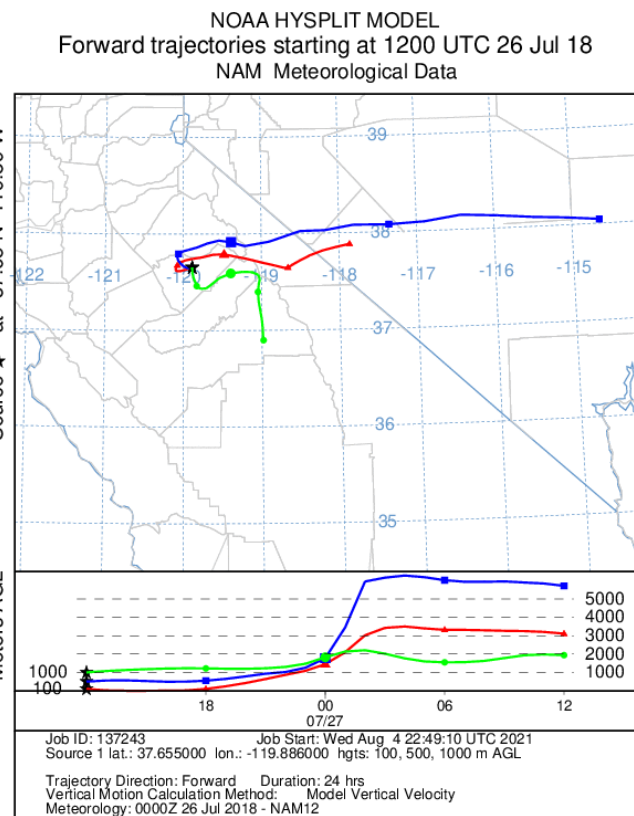 NOAA HYSPLIT MODEL
Forward trajectories starting at 1200 UTC 26 Jul 18
NAM Meteorological Data
39
38
-122 -121 -120 -119 -118 -117 -116 -115
37
36
35
Source ★ at
Meters AGL
5000
4000
3000
2000
1000 1000
100
18 00 06 12
07/27
Job ID: 137243 Job Start: Wed Aug 4 22:49:10 UTC 2021
Source 1 lat.: 37.655000 lon.: -119.886000 hgts: 100, 500, 1000 m AGL
Trajectory Direction: Forward Duration: 24 hrs
Vertical Motion Calculation Method: Model Vertical Velocity
Meteorology: 0000Z 26 Jul 2018 - NAM12